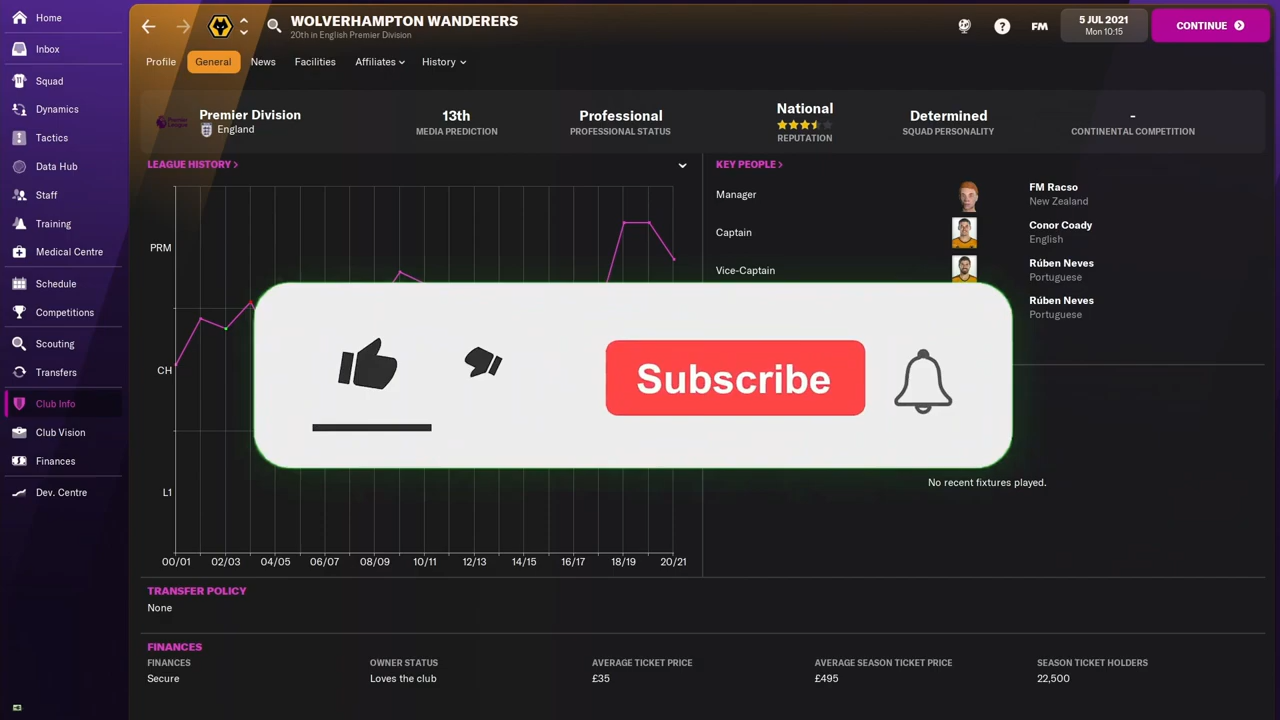 Home
Inbox
Squad
Dynamics
Tactics
Data Hub
Staff
Training
Medical Centre
Schedule
Competitions
Scouting
Transfers
Club Info
Club Vision
Finances
Dev. Centre
WOLVERHAMPTON WANDERERS
20th in English Premier Division
?
FM
5 JUL 2021
Mon 10:15
CONTINUE
Profile
General
News
Facilities
Affiliates
History
Premier League
Premier Division
England
13th
MEDIA PREDICTION
Professional
PROFESSIONAL STATUS
National
REPUTATION
Determined
SQUAD PERSONALITY
-
CONTINENTAL COMPETITION
LEAGUE HISTORY >
PRM
CH
L1
00/01 02/03 04/05 06/07 08/09 10/11 12/13 14/15 16/17 18/19 20/21
KEY PEOPLE >
Manager
FM Racso
New Zealand
Captain
Conor Coady
English
Vice-Captain
Rúben Neves
Portuguese
Rúben Neves
Portuguese
Subscribe
No recent fixtures played.
TRANSFER POLICY
None
FINANCES
FINANCES
Secure
OWNER STATUS
Loves the club
AVERAGE TICKET PRICE
£35
AVERAGE SEASON TICKET PRICE
£495
SEASON TICKET HOLDERS
22,500